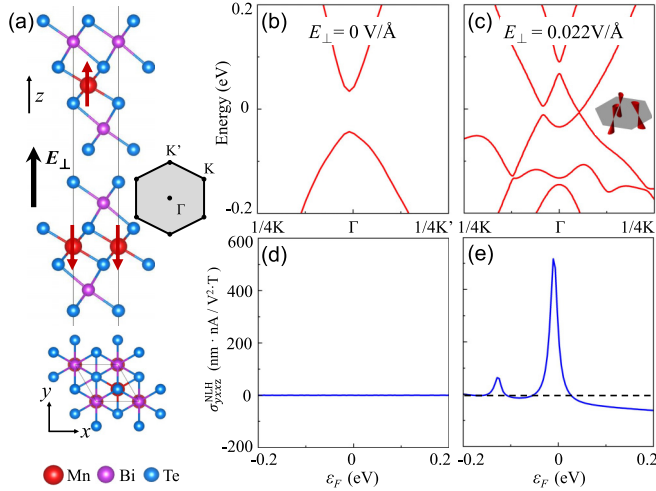 (a)
z
E⊥
K'
K
Γ
y
x
Mn Bi Te
(b)
E⊥= 0 V/Å
Energy (eV)
0.2
0
-0.2
1/4K Γ 1/4K'
(c)
E⊥= 0.022V/Å
1/4K Γ 1/4K
(d)
σ^NLH_yxxz (nm · nA / V²·T)
600
400
200
0
-200
-0.2 0 0.2
ε_F (eV)
(e)
-0.2 0 0.2
ε_F (eV)